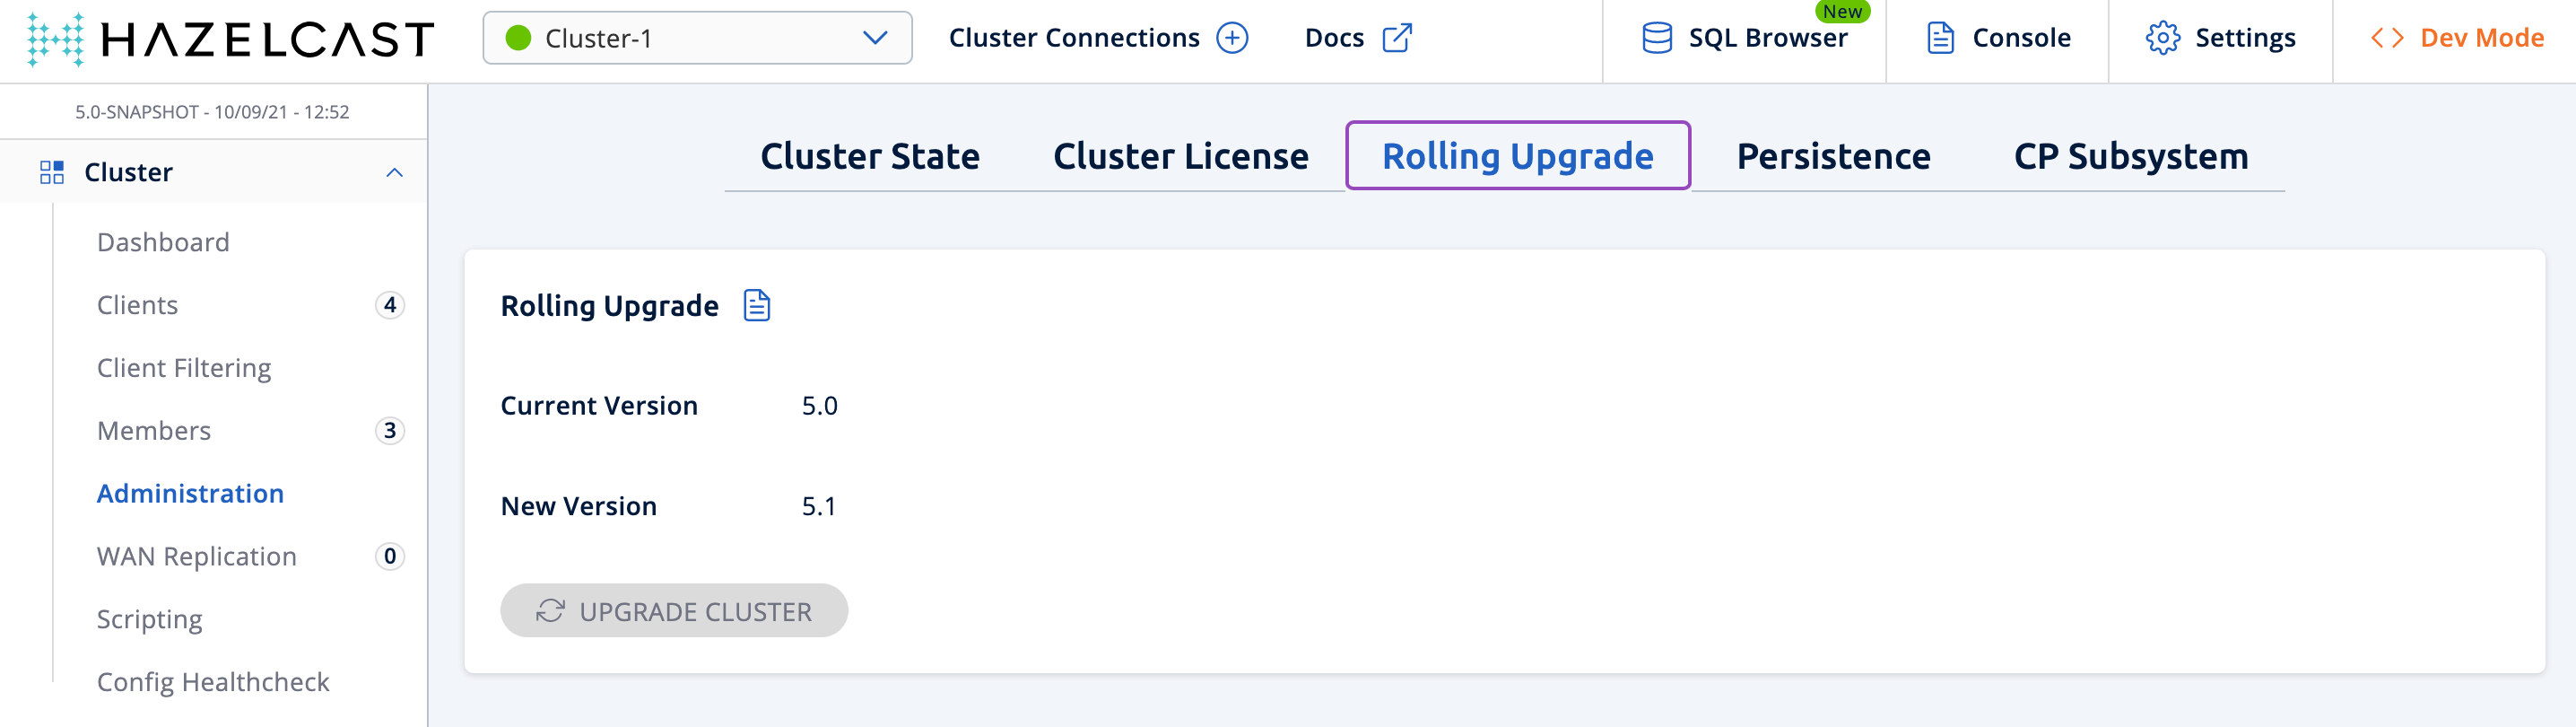 HAZELCAST
Cluster-1
Cluster Connections
Docs
New
SQL Browser
Console
Settings
Dev Mode
5.0-SNAPSHOT - 10/09/21 - 12:52
Cluster
Dashboard
Clients 4
Client Filtering
Members 3
Administration
WAN Replication 0
Scripting
Config Healthcheck
Cluster State
Cluster License
Rolling Upgrade
Persistence
CP Subsystem
Rolling Upgrade
Current Version 5.0
New Version 5.1
UPGRADE CLUSTER